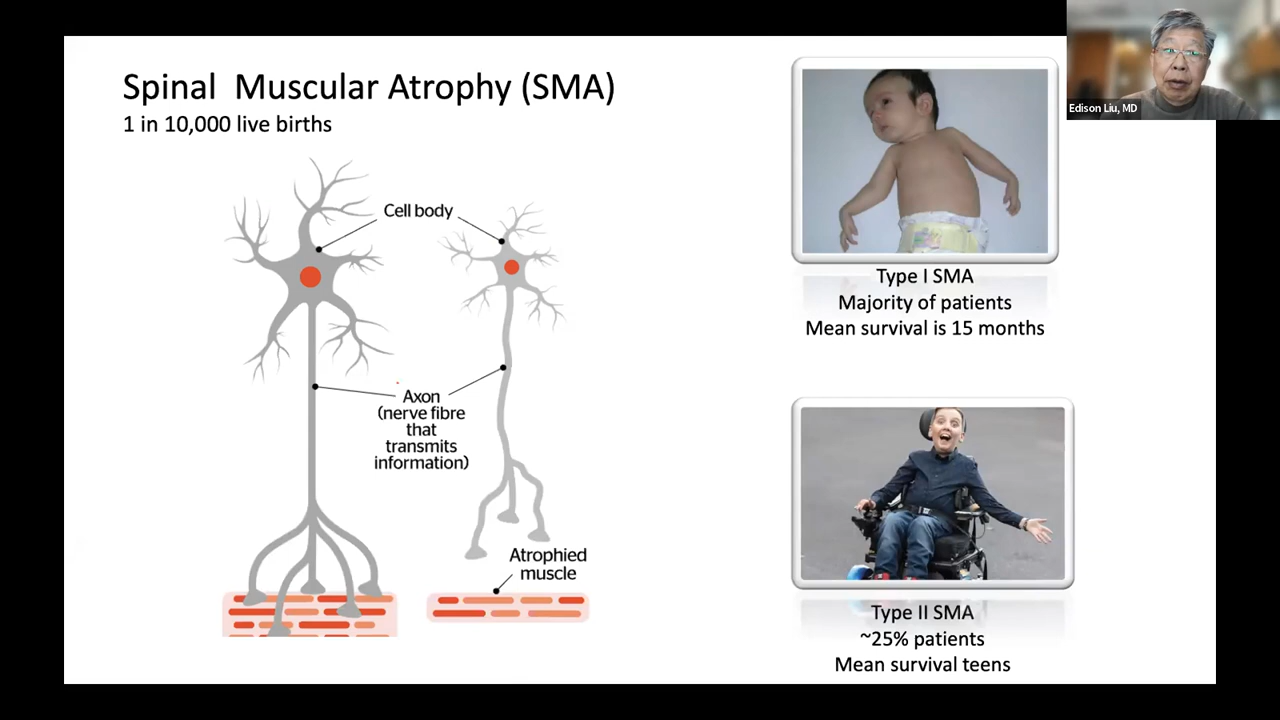 Spinal  Muscular Atrophy (SMA)
1 in 10,000 live births
Cell body
Axon
(nerve fibre
that
transmits
information)
Atrophied
muscle
Type I SMA
Majority of patients
Mean survival is 15 months
Type II SMA
~25% patients
Mean survival teens
Edison Liu, MD